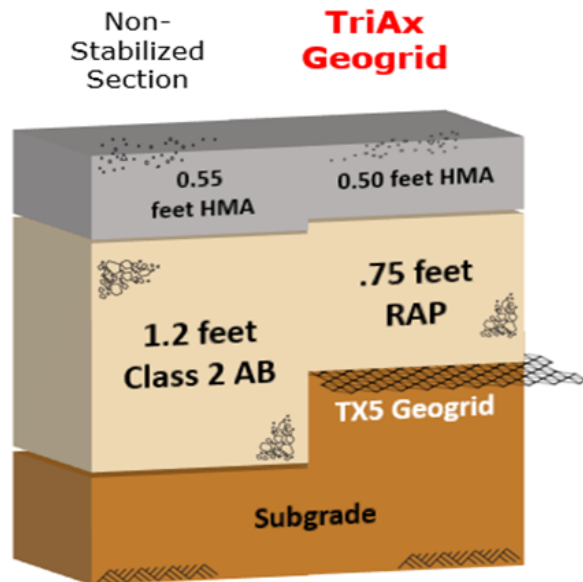 Non-
Stabilized
Section
TriAx
Geogrid
0.55
feet HMA
0.50 feet HMA
1.2 feet
Class 2 AB
.75 feet
RAP
TX5 Geogrid
Subgrade